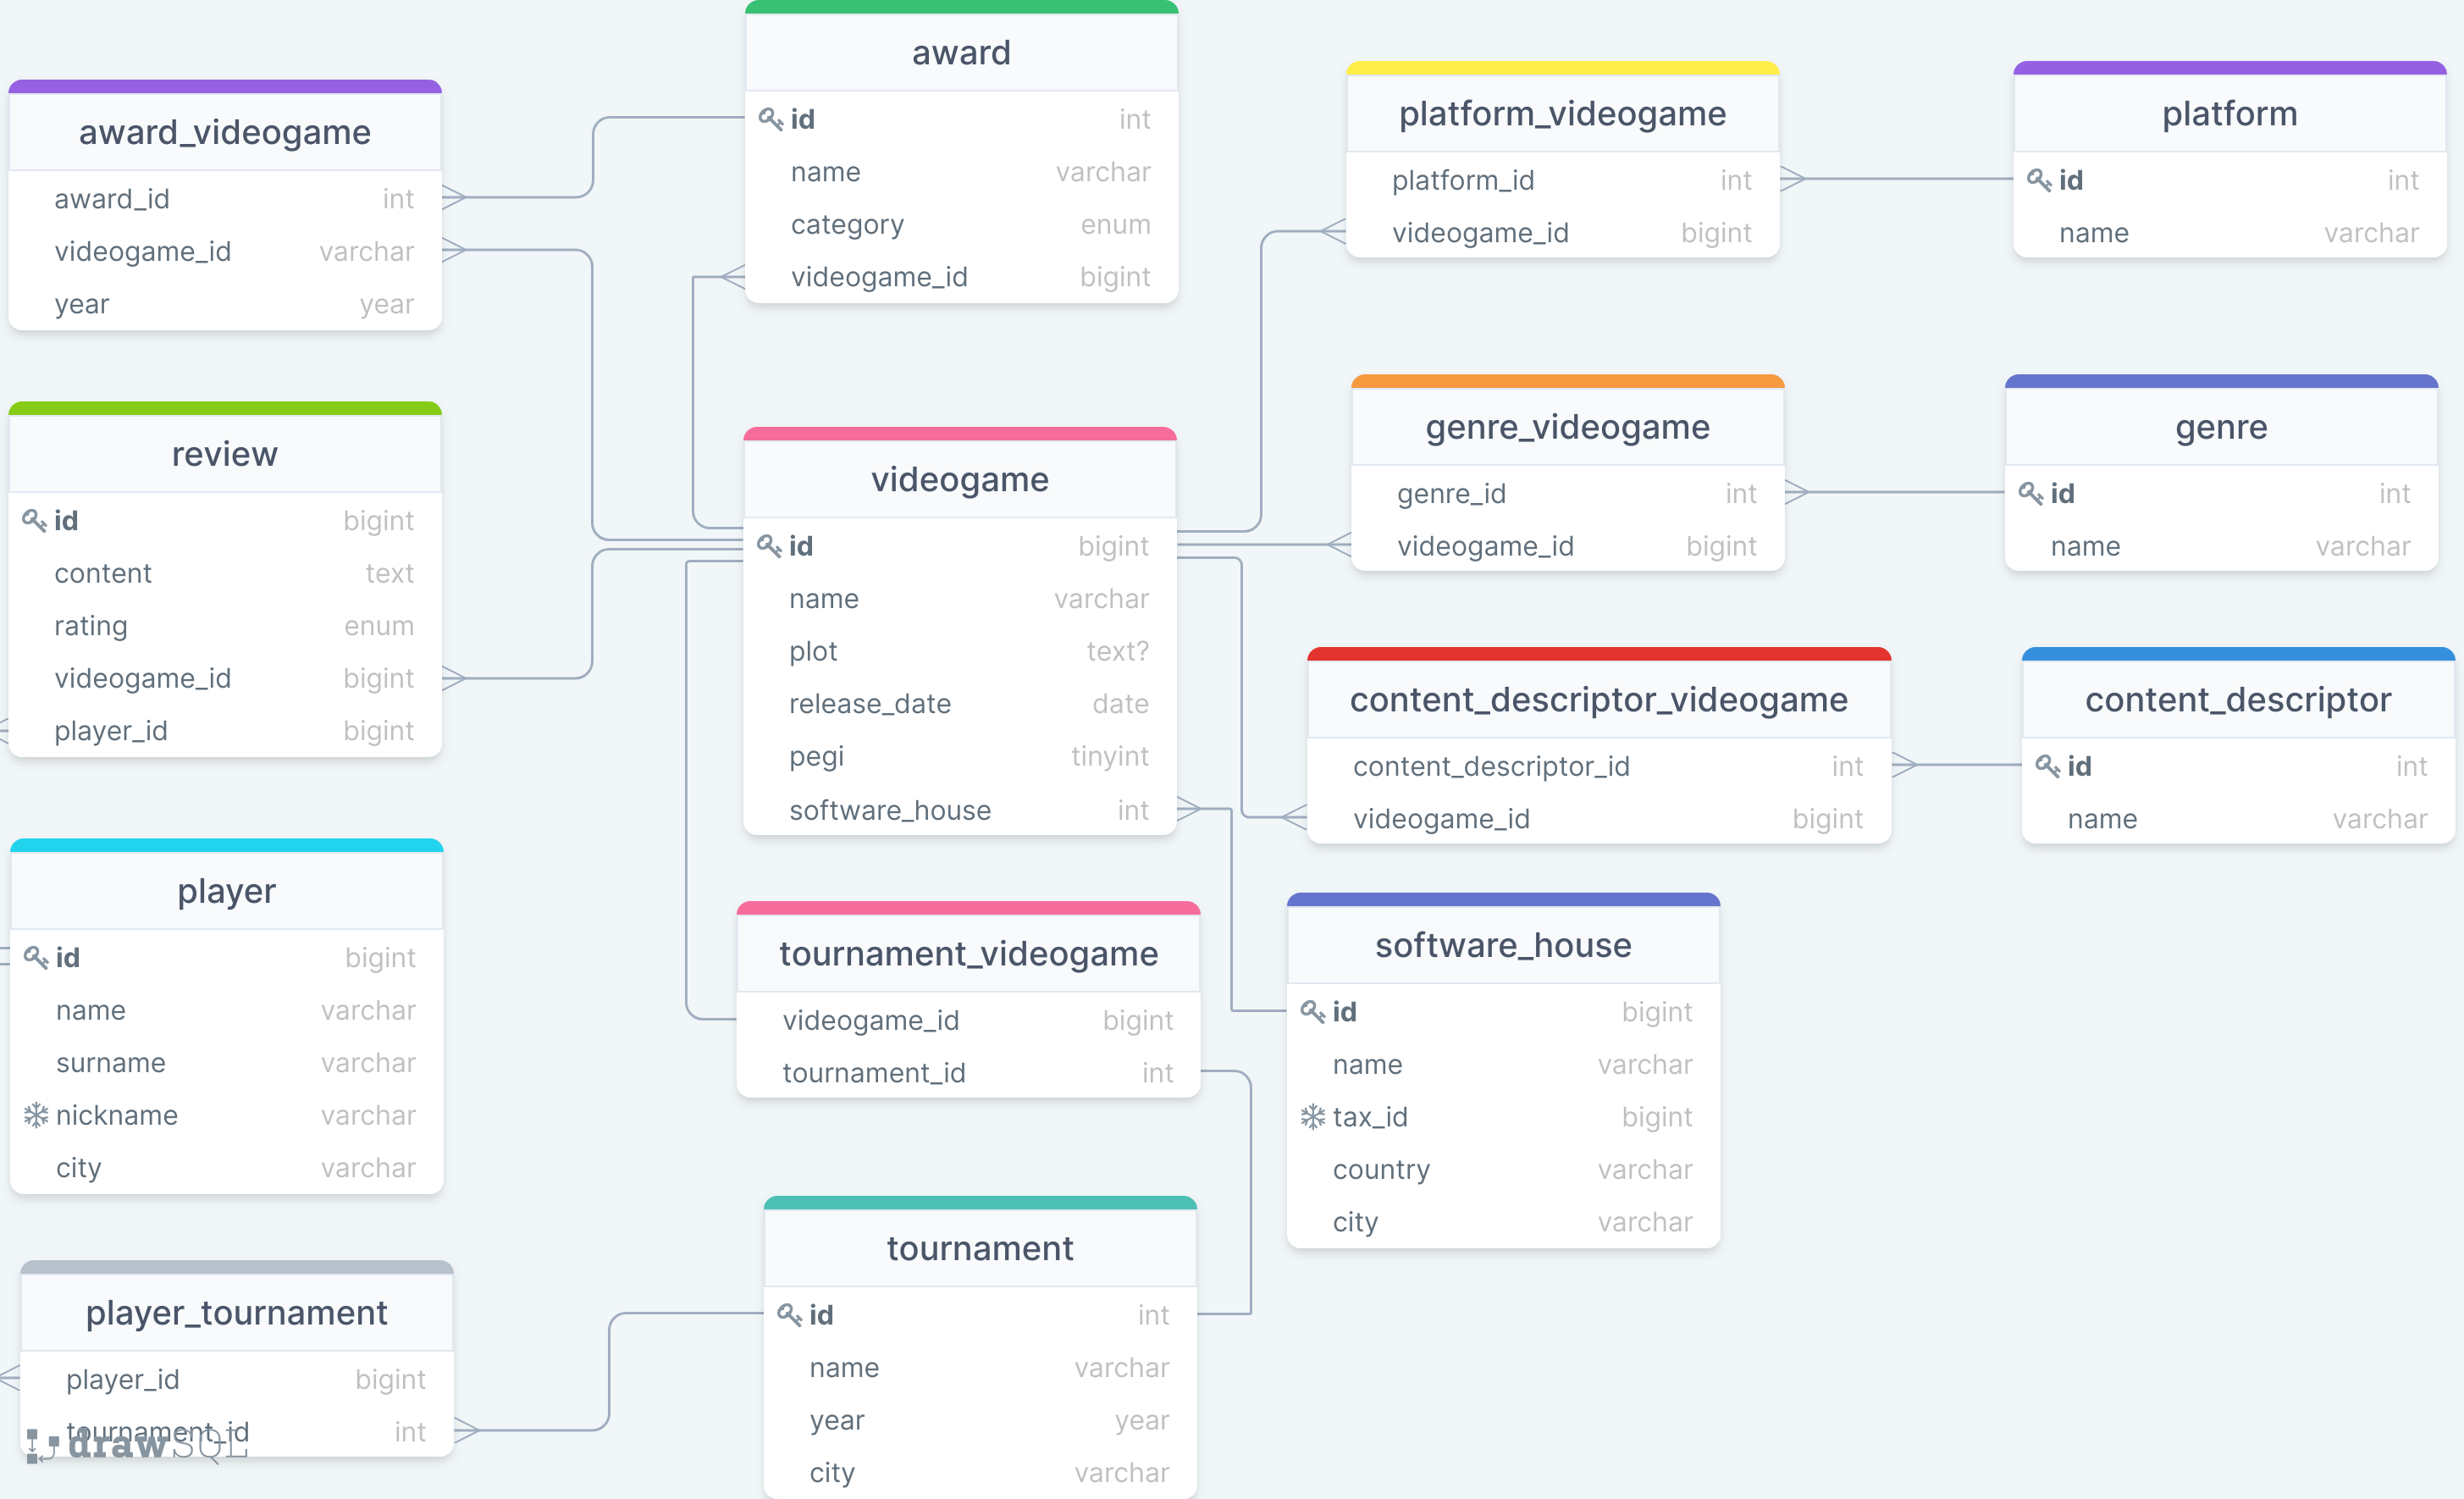 award_videogame
award_id int
videogame_id varchar
year year
award
id int
name varchar
category enum
videogame_id bigint
platform_videogame
platform_id int
videogame_id bigint
platform
id int
name varchar
review
id bigint
content text
rating enum
videogame_id bigint
player_id bigint
videogame
id bigint
name varchar
plot text?
release_date date
pegi tinyint
software_house int
genre_videogame
genre_id int
videogame_id bigint
genre
id int
name varchar
content_descriptor_videogame
content_descriptor_id int
videogame_id bigint
content_descriptor
id int
name varchar
player
id bigint
name varchar
surname varchar
nickname varchar
city varchar
tournament_videogame
videogame_id bigint
tournament_id int
software_house
id bigint
name varchar
tax_id bigint
country varchar
city varchar
player_tournament
player_id bigint
tournament_id int
drawSQL
tournament
id int
name varchar
year year
city varchar